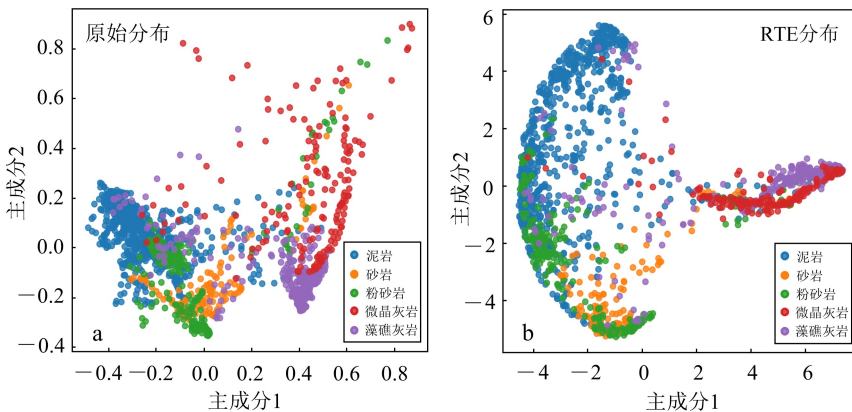 原始分布
0.8
0.6
0.4
0.2
0.0
－0.2
－0.4
主成分2
泥岩
砂岩
粉砂岩
微晶灰岩
藻礁灰岩
a
－0.4
－0.2
0.0
0.2
0.4
0.6
0.8
主成分1
RTE分布
6
4
2
0
－2
－4
主成分2
泥岩
砂岩
粉砂岩
微晶灰岩
藻礁灰岩
b
－4
－2
0
2
4
6
主成分1